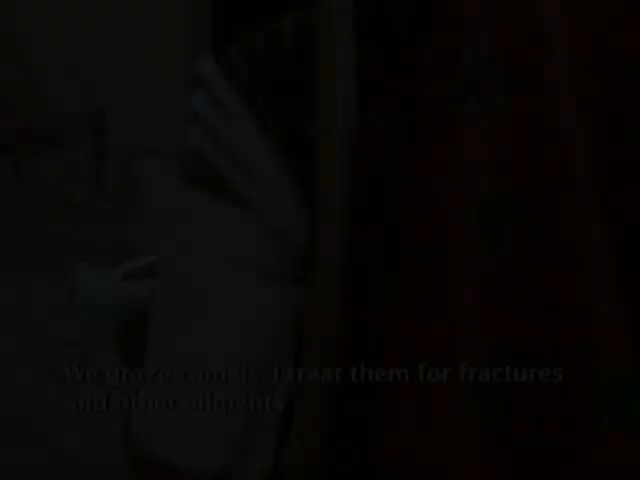 We graze camels. I treat them for fractures
and other ailments.